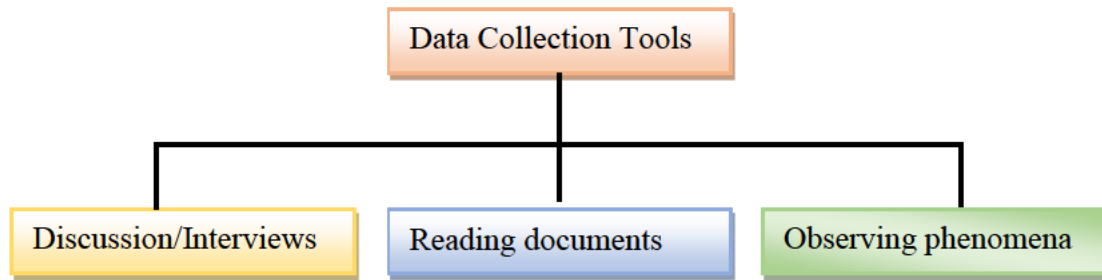 Data Collection Tools
Discussion/Interviews
Reading documents
Observing phenomena